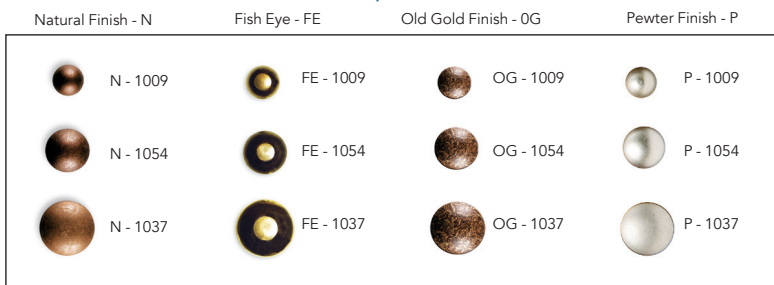 Natural Finish - N Fish Eye - FE Old Gold Finish - 0G Pewter Finish - P
N - 1009 FE - 1009 OG - 1009 P - 1009
N - 1054 FE - 1054 OG - 1054 P - 1054
N - 1037 FE - 1037 OG - 1037 P - 1037